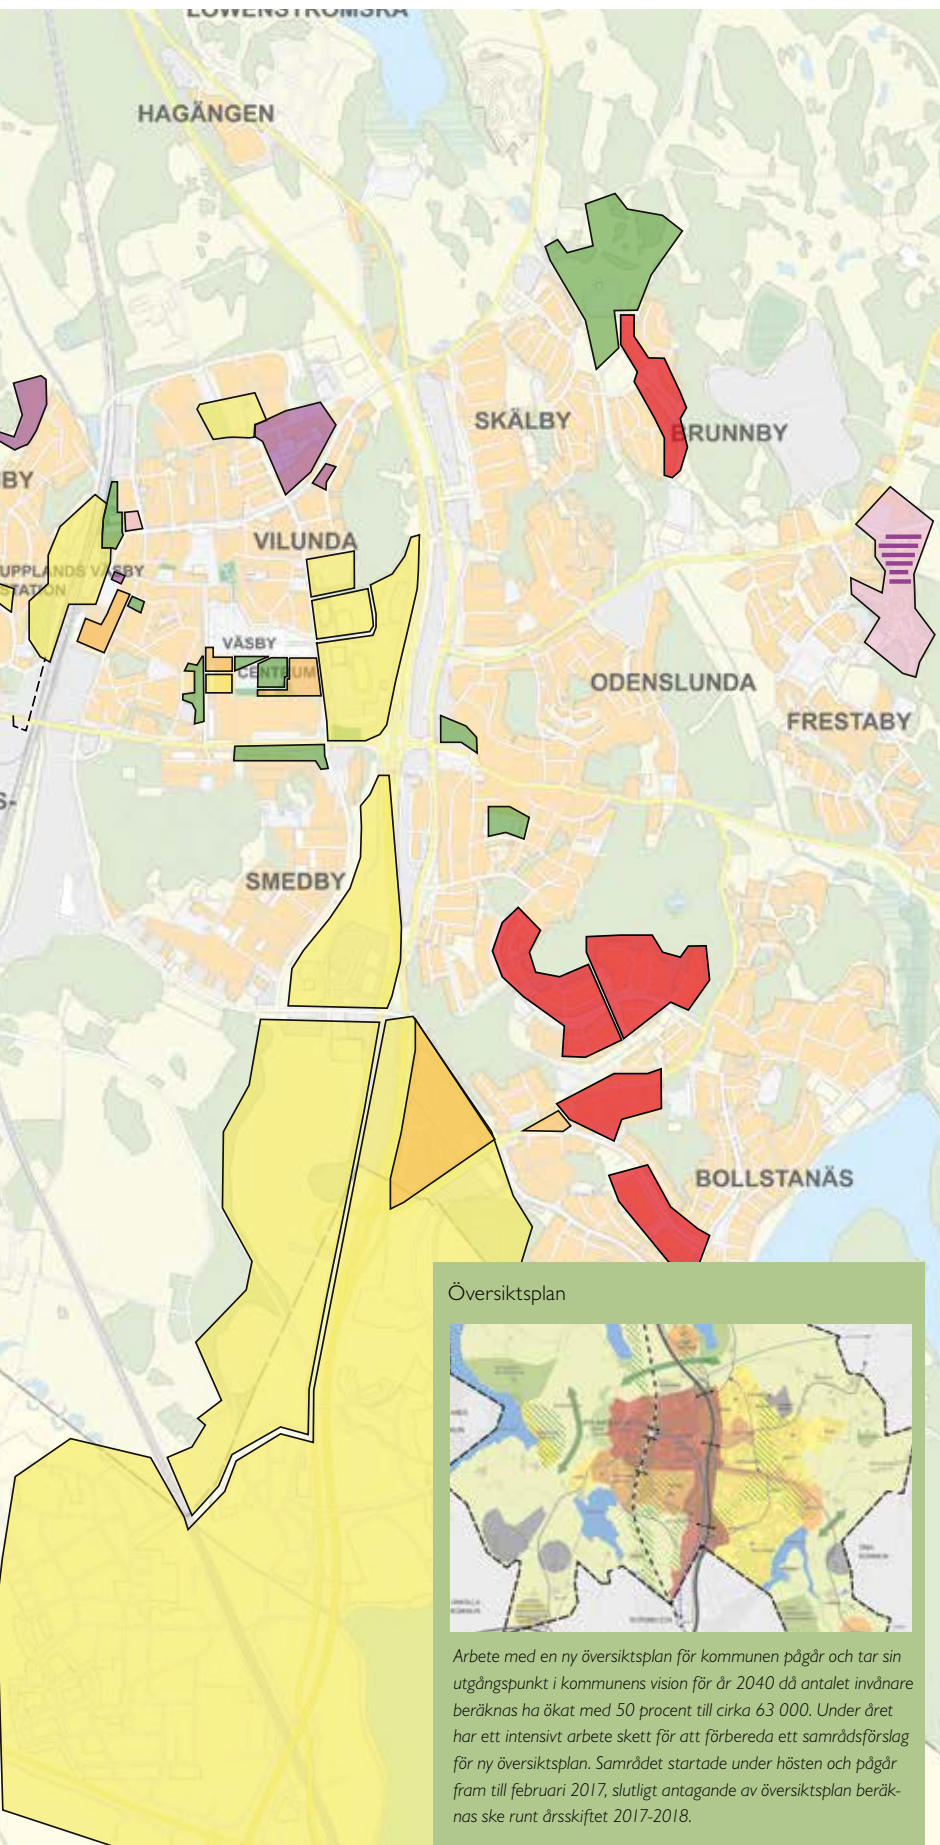 LÖWENSTRÖMSKA
HAGÄNGEN
SKÄLBY
BRUNNBY
BY
VILUNDA
UPPLANDS VÄSBY
STATION
VÄSBY
CENTRUM
ODENSLUNDA
FRESTABY
S-
SMEDBY
BOLLSTANÄS
Översiktsplan
Arbete med en ny översiktsplan för kommunen pågår och tar sin
utgångspunkt i kommunens vision för år 2040 då antalet invånare
beräknas ha ökat med 50 procent till cirka 63 000. Under året
har ett intensivt arbete skett för att förbereda ett samrådsförslag
för ny översiktsplan. Samrådet startade under hösten och pågår
fram till februari 2017, slutligt antagande av översiktsplan beräk-
nas ske runt årsskiftet 2017-2018.